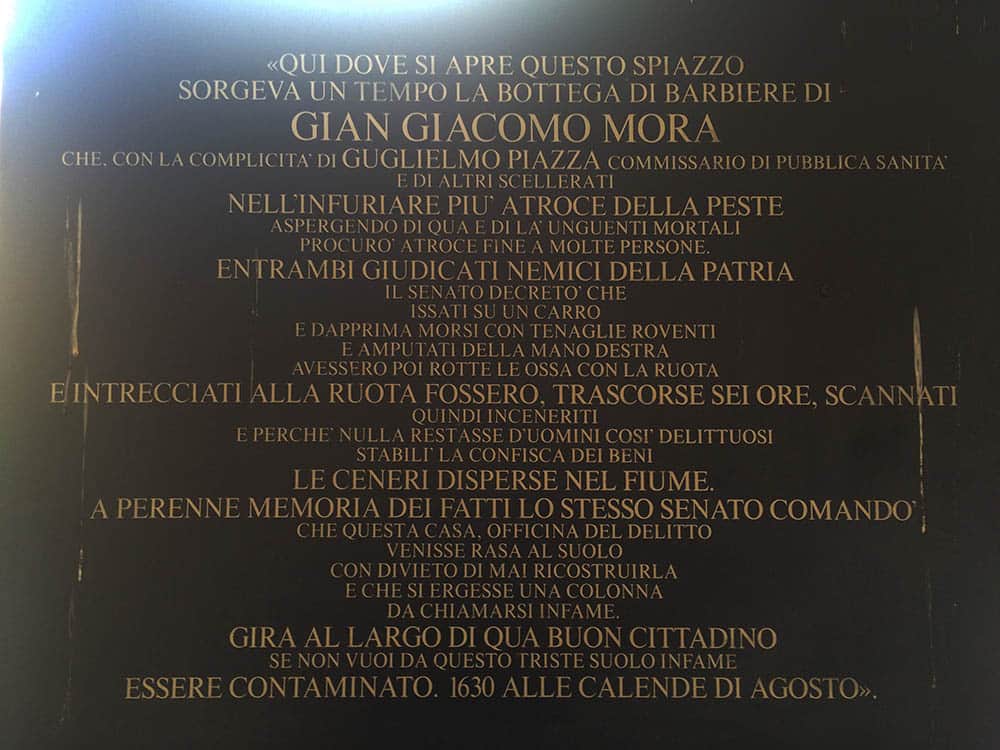 «QUI DOVE SI APRE QUESTO SPIAZZO
SORGEVA UN TEMPO LA BOTTEGA DI BARBIERE DI
GIAN GIACOMO MORA
CHE, CON LA COMPLICITA' DI GUGLIELMO PIAZZA COMMISSARIO DI PUBBLICA SANITA'
E DI ALTRI SCELLERATI
NELL'INFURIARE PIU' ATROCE DELLA PESTE
ASPERGENDO DI QUA E DI LA' UNGUENTI MORTALI
PROCURO' ATROCE FINE A MOLTE PERSONE.
ENTRAMBI GIUDICATI NEMICI DELLA PATRIA
IL SENATO DECRETO' CHE
ISSATI SU UN CARRO
E DAPPRIMA MORSI CON TENAGLIE ROVENTI
E AMPUTATI DELLA MANO DESTRA
AVESSERO POI ROTTE LE OSSA CON LA RUOTA
E INTRECCIATI ALLA RUOTA FOSSERO, TRASCORSE SEI ORE, SCANNATI
QUINDI INCENERITI
E PERCHE' NULLA RESTASSE D'UOMINI COSI' DELITTUOSI
STABILI' LA CONFISCA DEI BENI
LE CENERI DISPERSE NEL FIUME.
A PERENNE MEMORIA DEI FATTI LO STESSO SENATO COMANDO'
CHE QUESTA CASA, OFFICINA DEL DELITTO
VENISSE RASA AL SUOLO
CON DIVIETO DI MAI RICOSTRUIRLA
E CHE SI ERGESSE UNA COLONNA
DA CHIAMARSI INFAME.
GIRA AL LARGO DI QUA BUON CITTADINO
SE NON VUOI DA QUESTO TRISTE SUOLO INFAME
ESSERE CONTAMINATO. 1630 ALLE CALENDE DI AGOSTO».